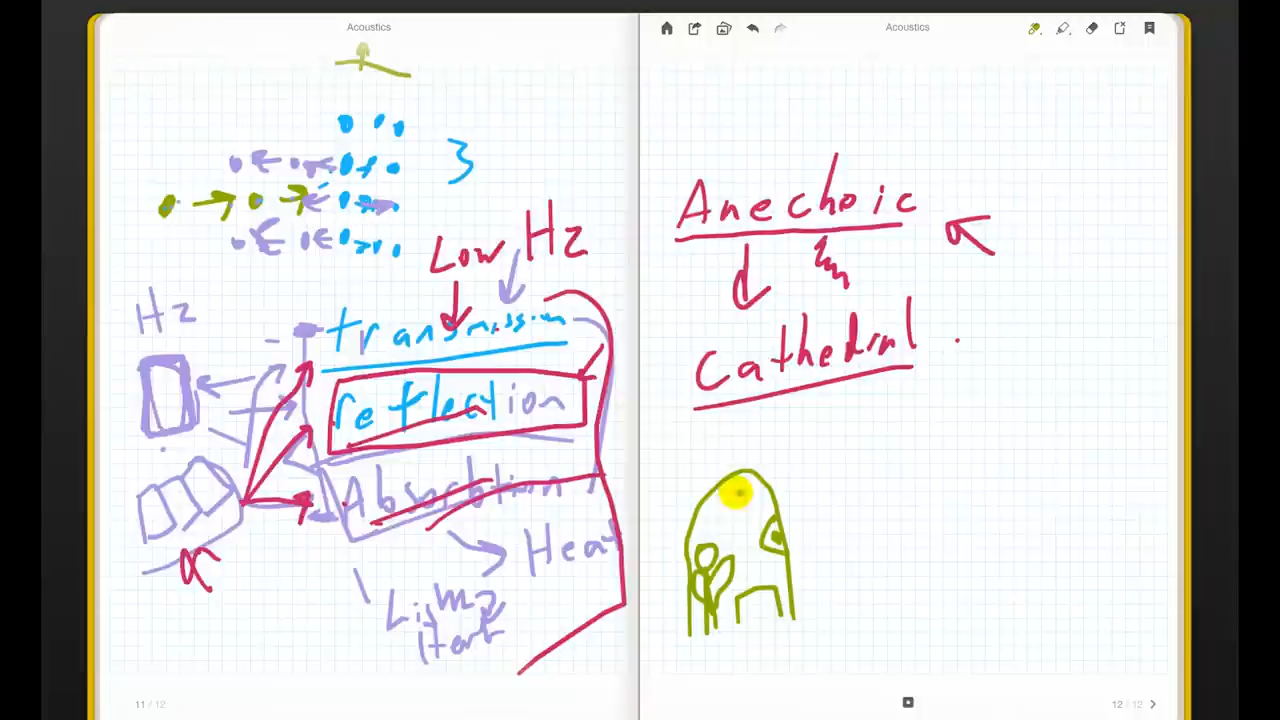 Acoustics
3
Low Hz
Hz
transmission
reflection
Absorbtion
Heat
11 / 12
Acoustics
Anechoic
Cathedral
12 / 12